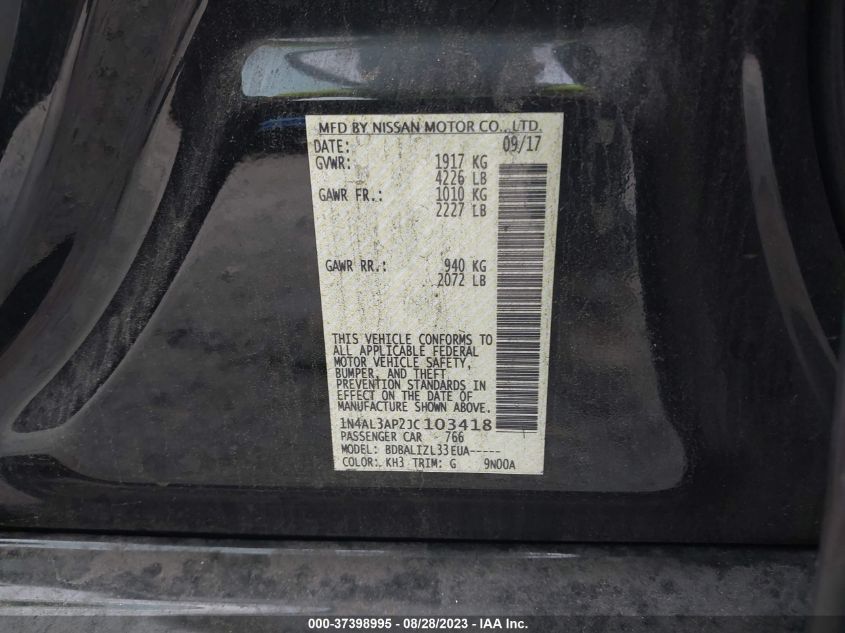 MFD BY NISSAN MOTOR CO., LTD.
DATE: 09/17
GVWR: 1917 KG
4226 LB
GAWR FR.: 1010 KG
2227 LB
GAWR RR.: 940 KG
2072 LB
THIS VEHICLE CONFORMS TO
ALL APPLICABLE FEDERAL
MOTOR VEHICLE SAFETY,
BUMPER, AND THEFT
PREVENTION STANDARDS IN
EFFECT ON THE DATE OF
MANUFACTURE SHOWN ABOVE.
1N4AL3AP2JC103418
PASSENGER CAR 766
MODEL: BDBALIZL33EUA-----
COLOR: KH3 TRIM: G 9N00A
000-37398995 - 08/28/2023 - IAA Inc.